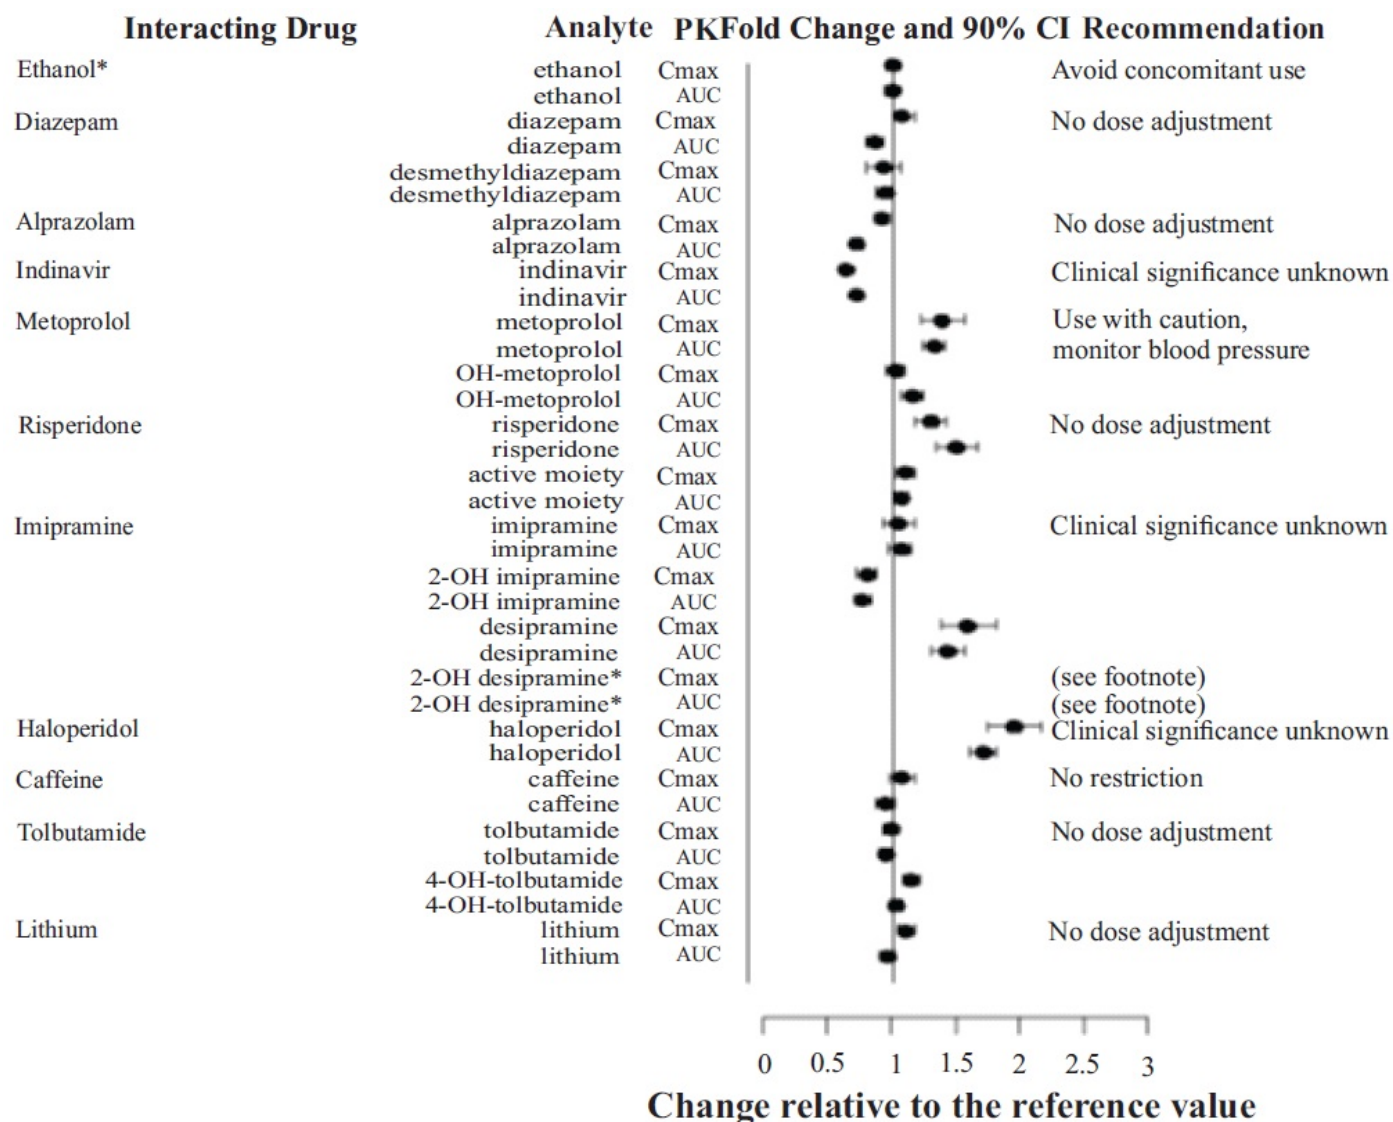 Interacting Drug Analyte PK Fold Change and 90% CI Recommendation
Ethanol* ethanol Cmax Avoid concomitant use
ethanol AUC
Diazepam diazepam Cmax No dose adjustment
diazepam AUC
desmethyldiazepam Cmax
desmethyldiazepam AUC
Alprazolam alprazolam Cmax No dose adjustment
alprazolam AUC
Indinavir indinavir Cmax Clinical significance unknown
indinavir AUC
Metoprolol metoprolol Cmax Use with caution,
metoprolol AUC monitor blood pressure
OH-metoprolol Cmax
OH-metoprolol AUC
Risperidone risperidone Cmax No dose adjustment
risperidone AUC
active moiety Cmax
active moiety AUC
Imipramine imipramine Cmax Clinical significance unknown
imipramine AUC
2-OH imipramine Cmax
2-OH imipramine AUC
desipramine Cmax
desipramine AUC
2-OH desipramine* Cmax (see footnote)
2-OH desipramine* AUC (see footnote)
Haloperidol haloperidol Cmax Clinical significance unknown
haloperidol AUC
Caffeine caffeine Cmax No restriction
caffeine AUC
Tolbutamide tolbutamide Cmax No dose adjustment
tolbutamide AUC
4-OH-tolbutamide Cmax
4-OH-tolbutamide AUC
Lithium lithium Cmax No dose adjustment
lithium AUC
0 0.5 1 1.5 2 2.5 3
Change relative to the reference value